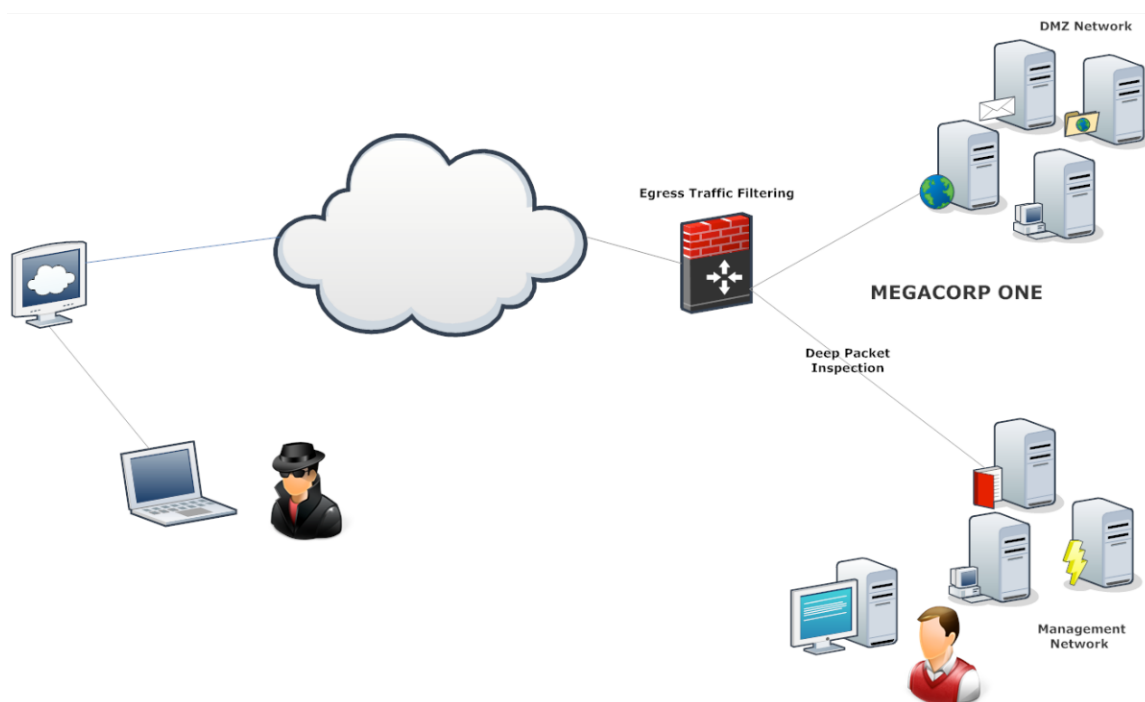 DMZ Network
Egress Traffic Filtering
MEGACORP ONE
Deep Packet
Inspection
Management
Network